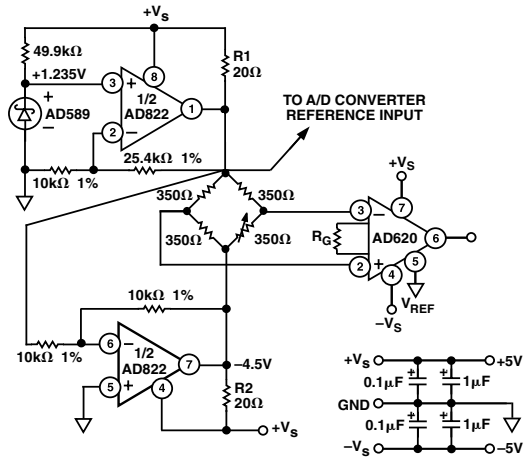 +VS
49.9kΩ
R1
20Ω
+1.235V
3
+
8
1/2
AD822
1
+
AD589
−
2
−
TO A/D CONVERTER
REFERENCE INPUT
10kΩ 1%
25.4kΩ 1%
350Ω
350Ω
350Ω
350Ω
+VS
3
−
7
RG
AD620
6
2
+
4
5
VREF
−VS
10kΩ 1%
10kΩ 1%
6
−
1/2
AD822
7
−4.5V
5
+
4
R2
20Ω
+VS
+VS
+5V
0.1µF
+
+
1µF
GND
0.1µF
+
+
1µF
−VS
−5V